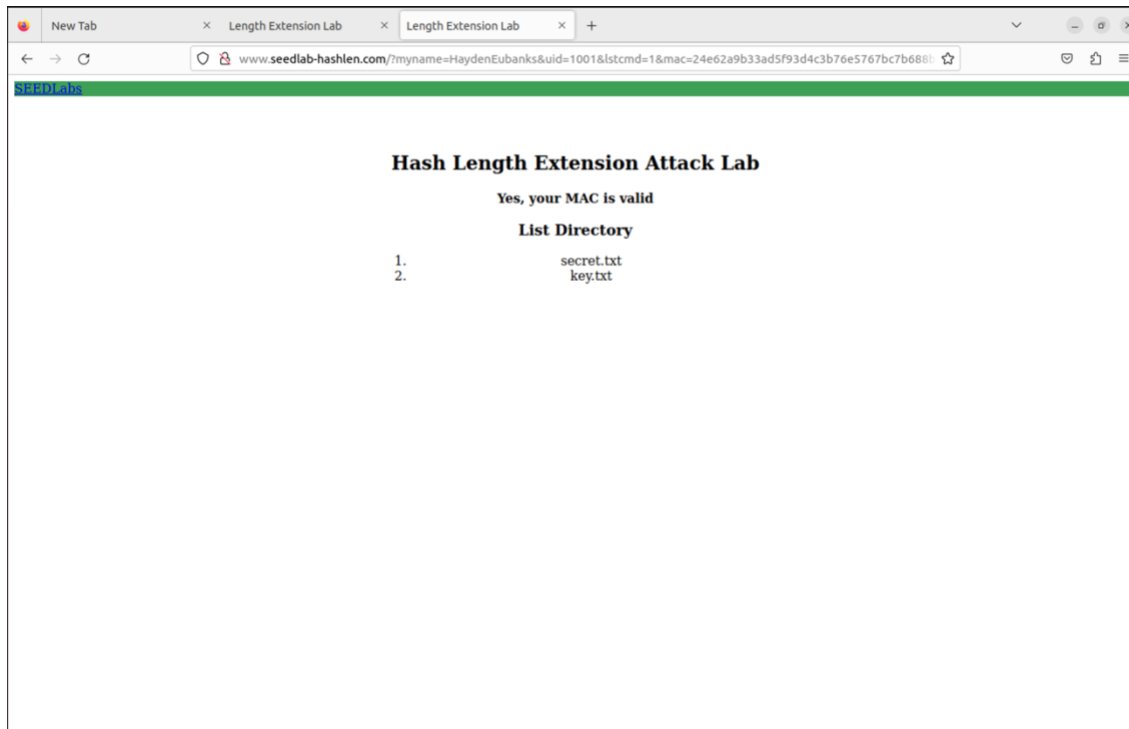 New Tab
Length Extension Lab
Length Extension Lab
www.seedlab-hashlen.com/?myname=HaydenEubanks&uid=1001&lstcmd=1&mac=24e62a9b33ad5f93d4c3b76e5767bc7b688
SEEDLabs
Hash Length Extension Attack Lab
Yes, your MAC is valid
List Directory
1. secret.txt
2. key.txt